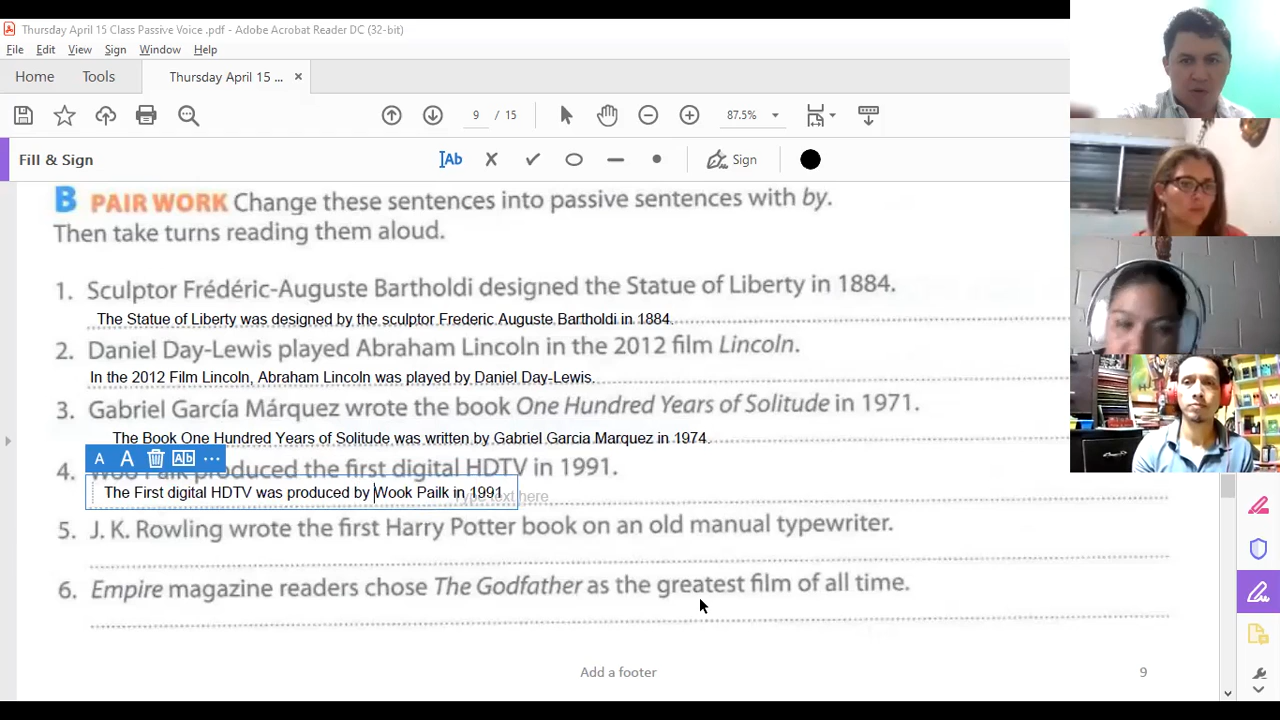 Thursday April 15 Class Passive Voice .pdf - Adobe Acrobat Reader DC (32-bit)
File Edit View Sign Window Help
Home Tools Thursday April 15 ... ×
9 / 15 87.5%
Fill & Sign Ab Sign
B PAIR WORK Change these sentences into passive sentences with by.
Then take turns reading them aloud.
1. Sculptor Frédéric-Auguste Bartholdi designed the Statue of Liberty in 1884.
The Statue of Liberty was designed by the sculptor Frederic Auguste Bartholdi in 1884.
2. Daniel Day-Lewis played Abraham Lincoln in the 2012 film Lincoln.
In the 2012 Film Lincoln, Abraham Lincoln was played by Daniel Day-Lewis.
3. Gabriel García Márquez wrote the book One Hundred Years of Solitude in 1971.
The Book One Hundred Years of Solitude was written by Gabriel Garcia Marquez in 1974.
A A Ab ...
4. produced the first digital HDTV in 1991.
The First digital HDTV was produced by Wook Pailk in 1991
Type text here
5. J. K. Rowling wrote the first Harry Potter book on an old manual typewriter.
6. Empire magazine readers chose The Godfather as the greatest film of all time.
Add a footer 9